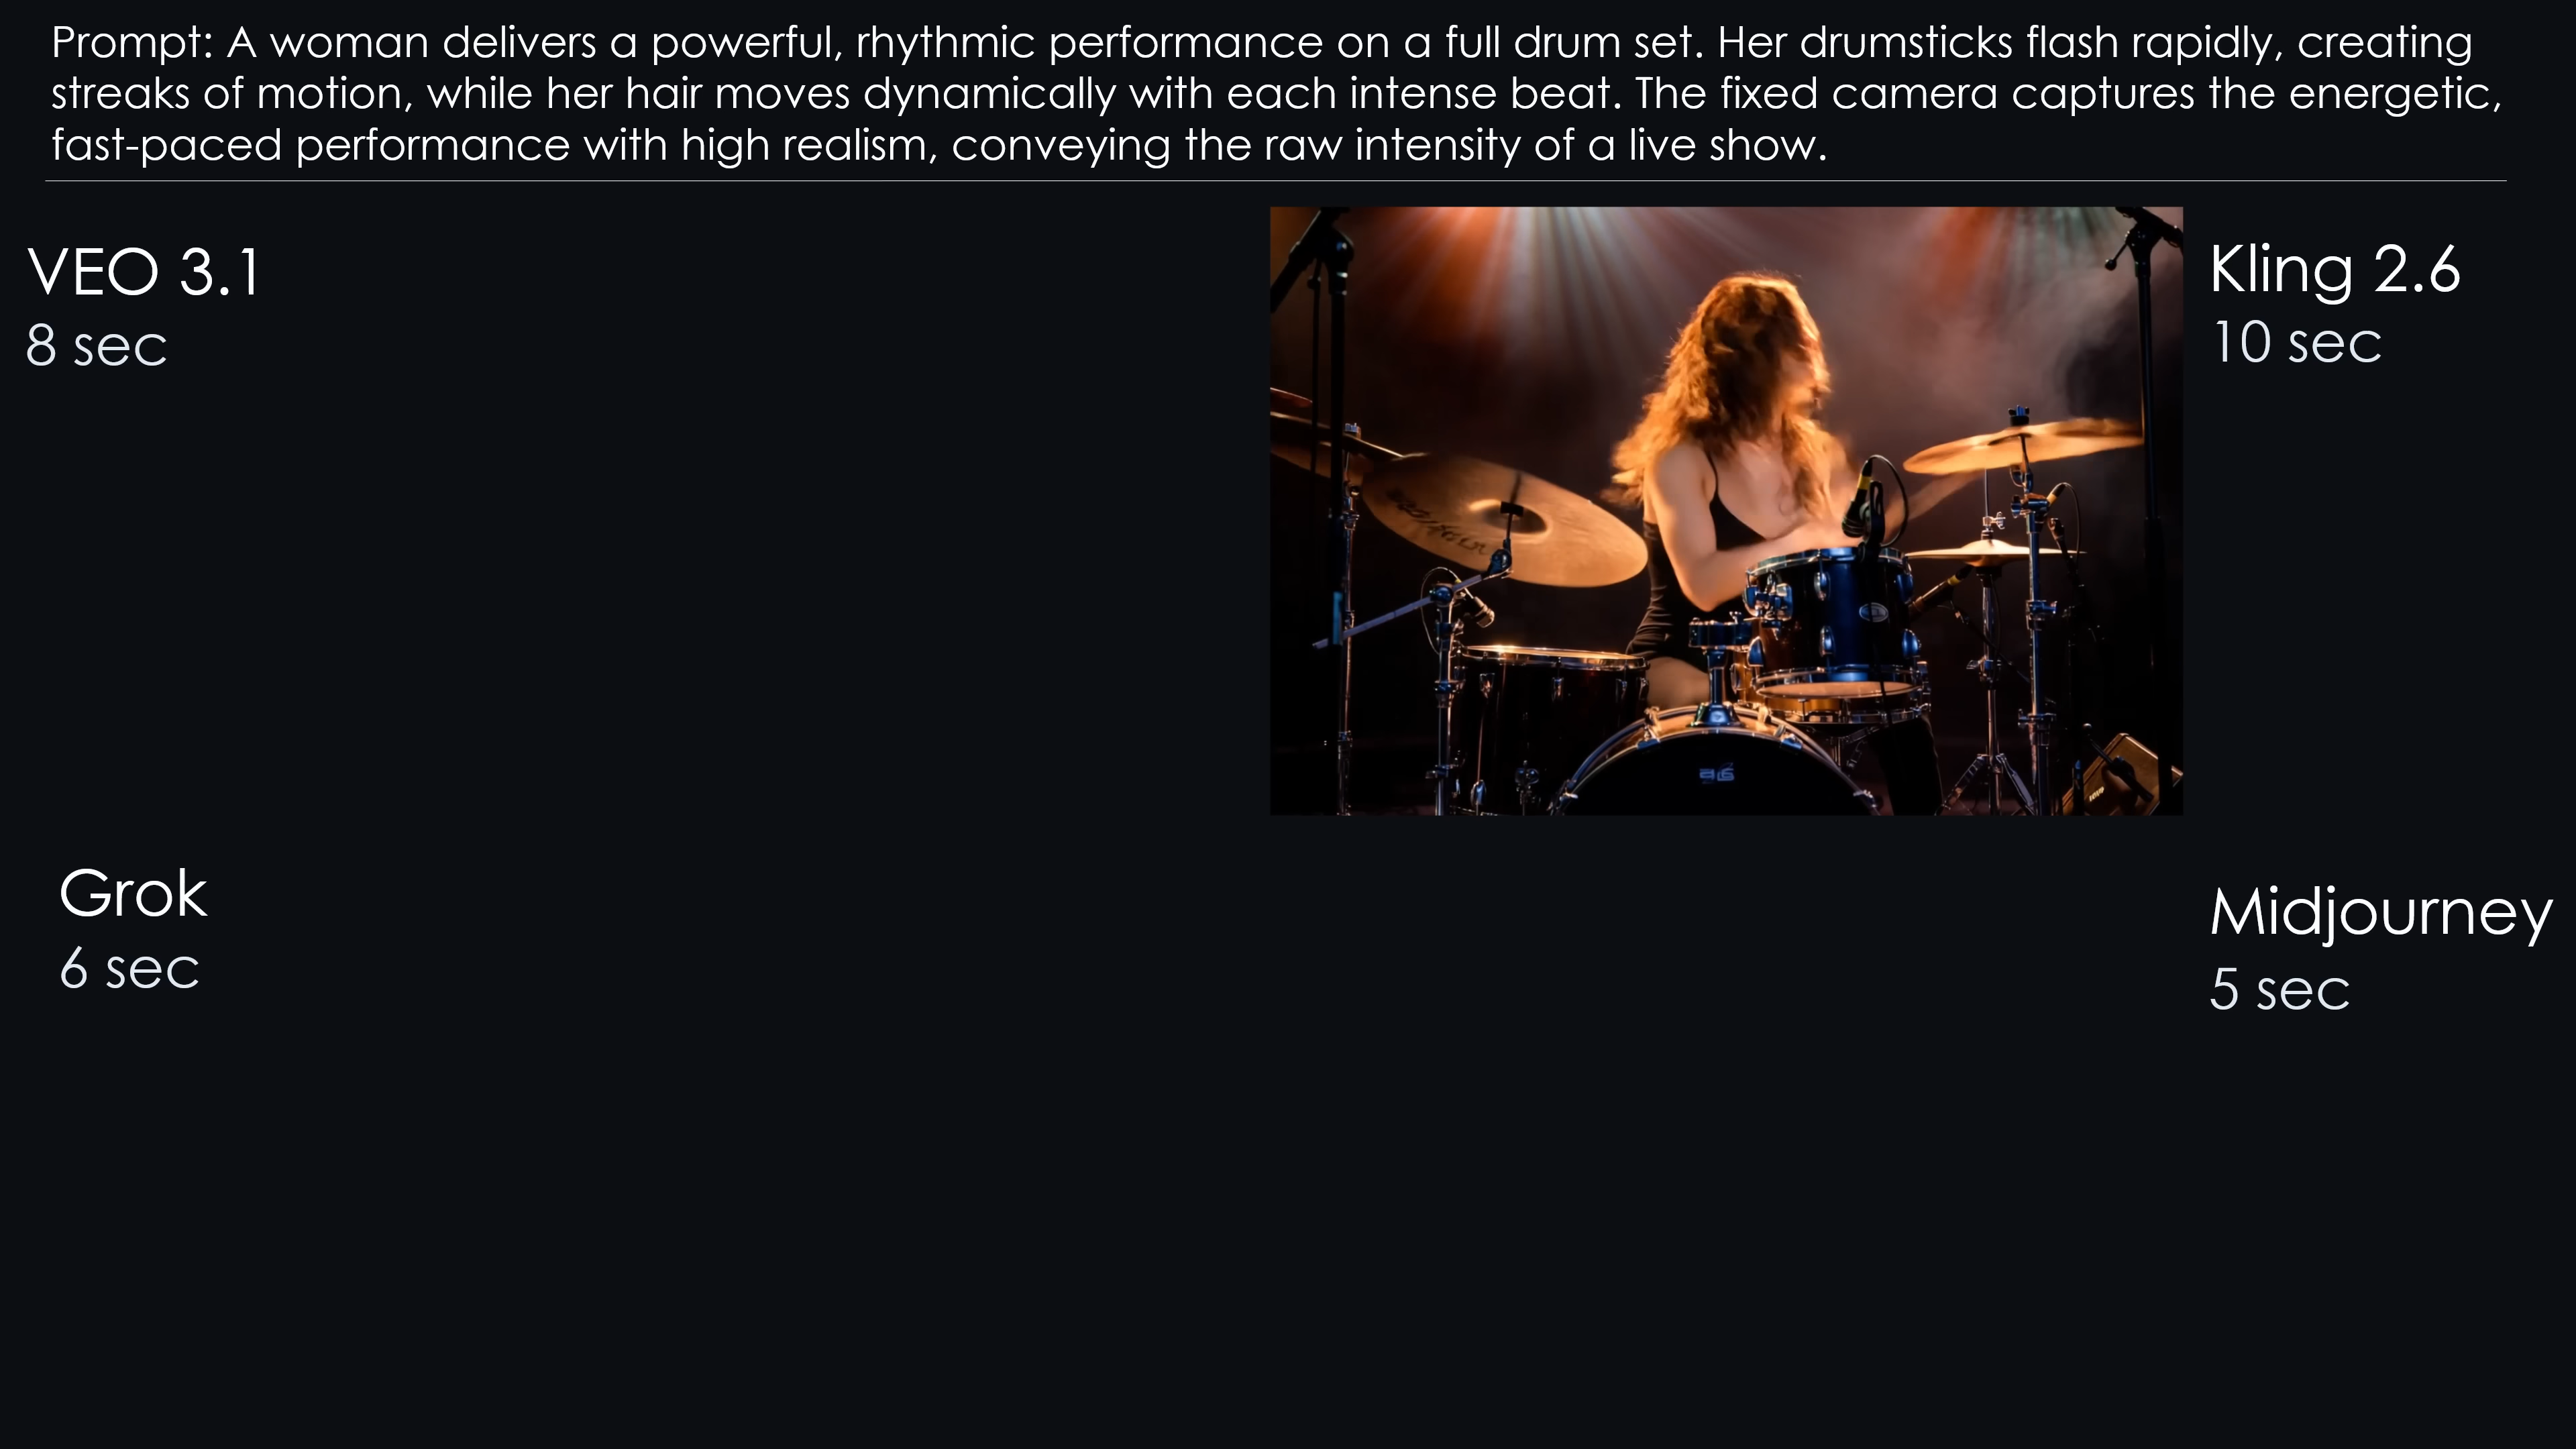 Prompt: A woman delivers a powerful, rhythmic performance on a full drum set. Her drumsticks flash rapidly, creating
streaks of motion, while her hair moves dynamically with each intense beat. The fixed camera captures the energetic,
fast-paced performance with high realism, conveying the raw intensity of a live show.
VEO 3.1
8 sec
Kling 2.6
10 sec
Grok
6 sec
Midjourney
5 sec